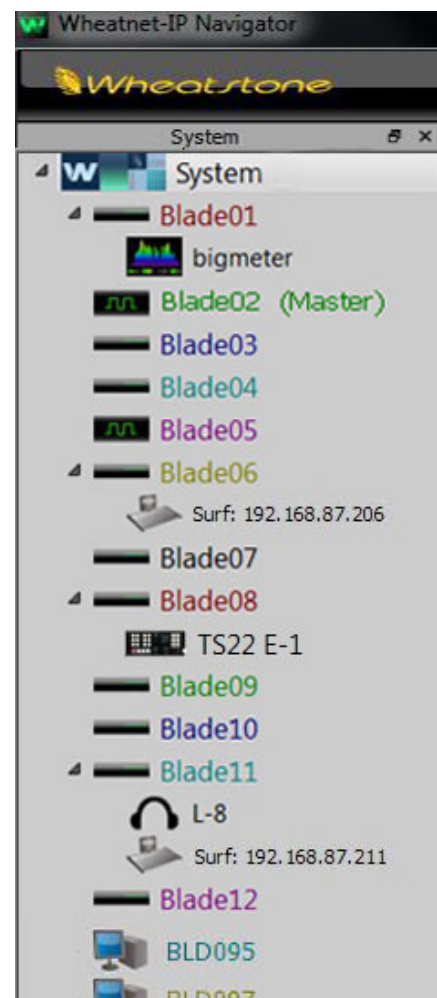 Wheatnet-IP Navigator
Wheatstone
System
W System
Blade01
bigmeter
Blade02 (Master)
Blade03
Blade04
Blade05
Blade06
Surf: 192.168.87.206
Blade07
Blade08
TS22 E-1
Blade09
Blade10
Blade11
L-8
Surf: 192.168.87.211
Blade12
BLD095